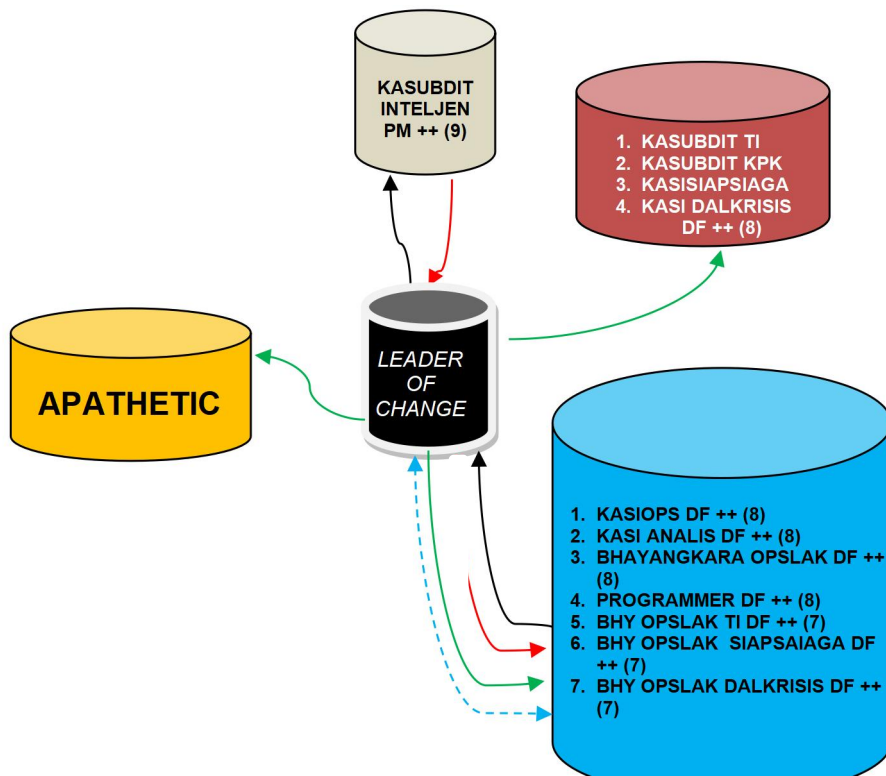 KASUBDIT
INTELJEN
PM ++ (9)
1. KASUBDIT TI
2. KASUBDIT KPK
3. KASISIAPSIAGA
4. KASI DALKRISIS
DF ++ (8)
LEADER
OF
CHANGE
APATHETIC
1. KASIOPS DF ++ (8)
2. KASI ANALIS DF ++ (8)
3. BHAYANGKARA OPSLAK DF ++
(8)
4. PROGRAMMER DF ++ (8)
5. BHY OPSLAK TI DF ++ (7)
6. BHY OPSLAK SIAPSAIAGA DF
++ (7)
7. BHY OPSLAK DALKRISIS DF ++
(7)